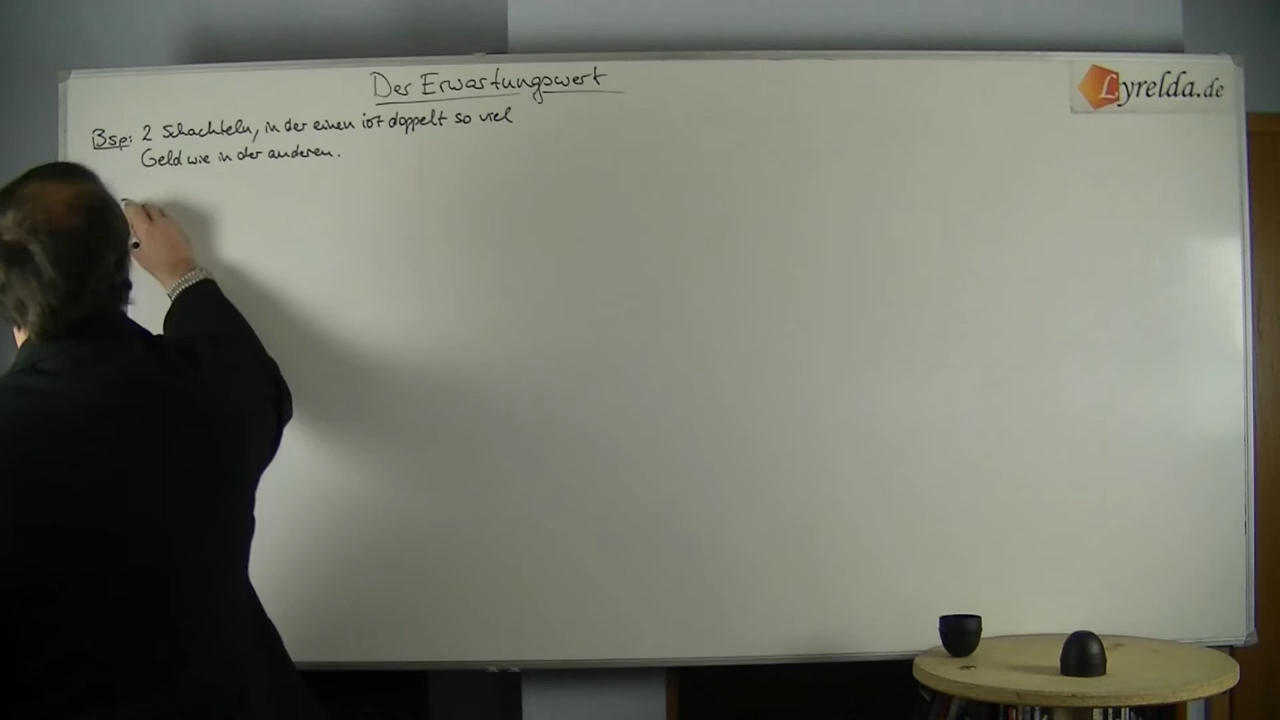 Der Erwartungswert
Lyrelda.de
Bsp: 2 Schachteln, in der einen ist doppelt so viel
Geld wie in der anderen.